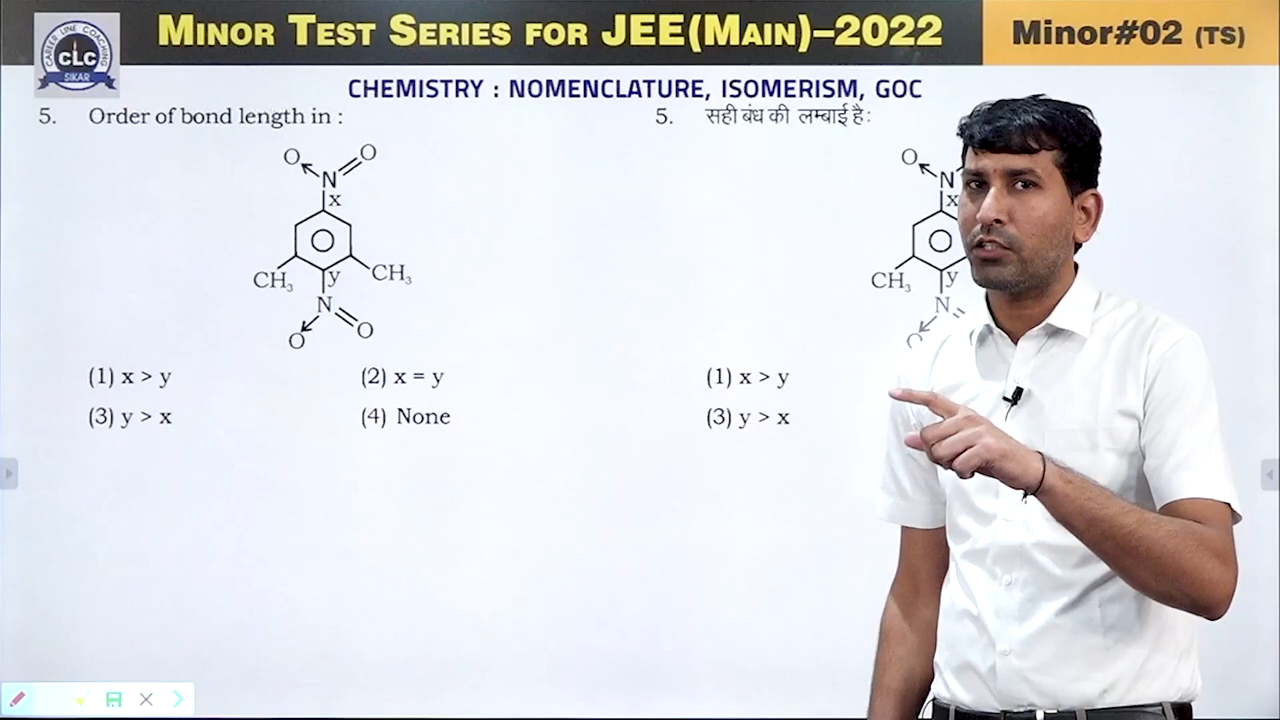 CAREER LINE COACHING
CLC
SIKAR
MINOR TEST SERIES FOR JEE(MAIN)–2022
Minor#02 (TS)
CHEMISTRY : NOMENCLATURE, ISOMERISM, GOC
5. Order of bond length in :
O O
N
x
CH₃ y CH₃
N
O O
(1) x > y (2) x = y
(3) y > x (4) None
5. सही बंध की लम्बाई है:
O
N
x
CH₃ y
N
O
(1) x > y
(3) y > x